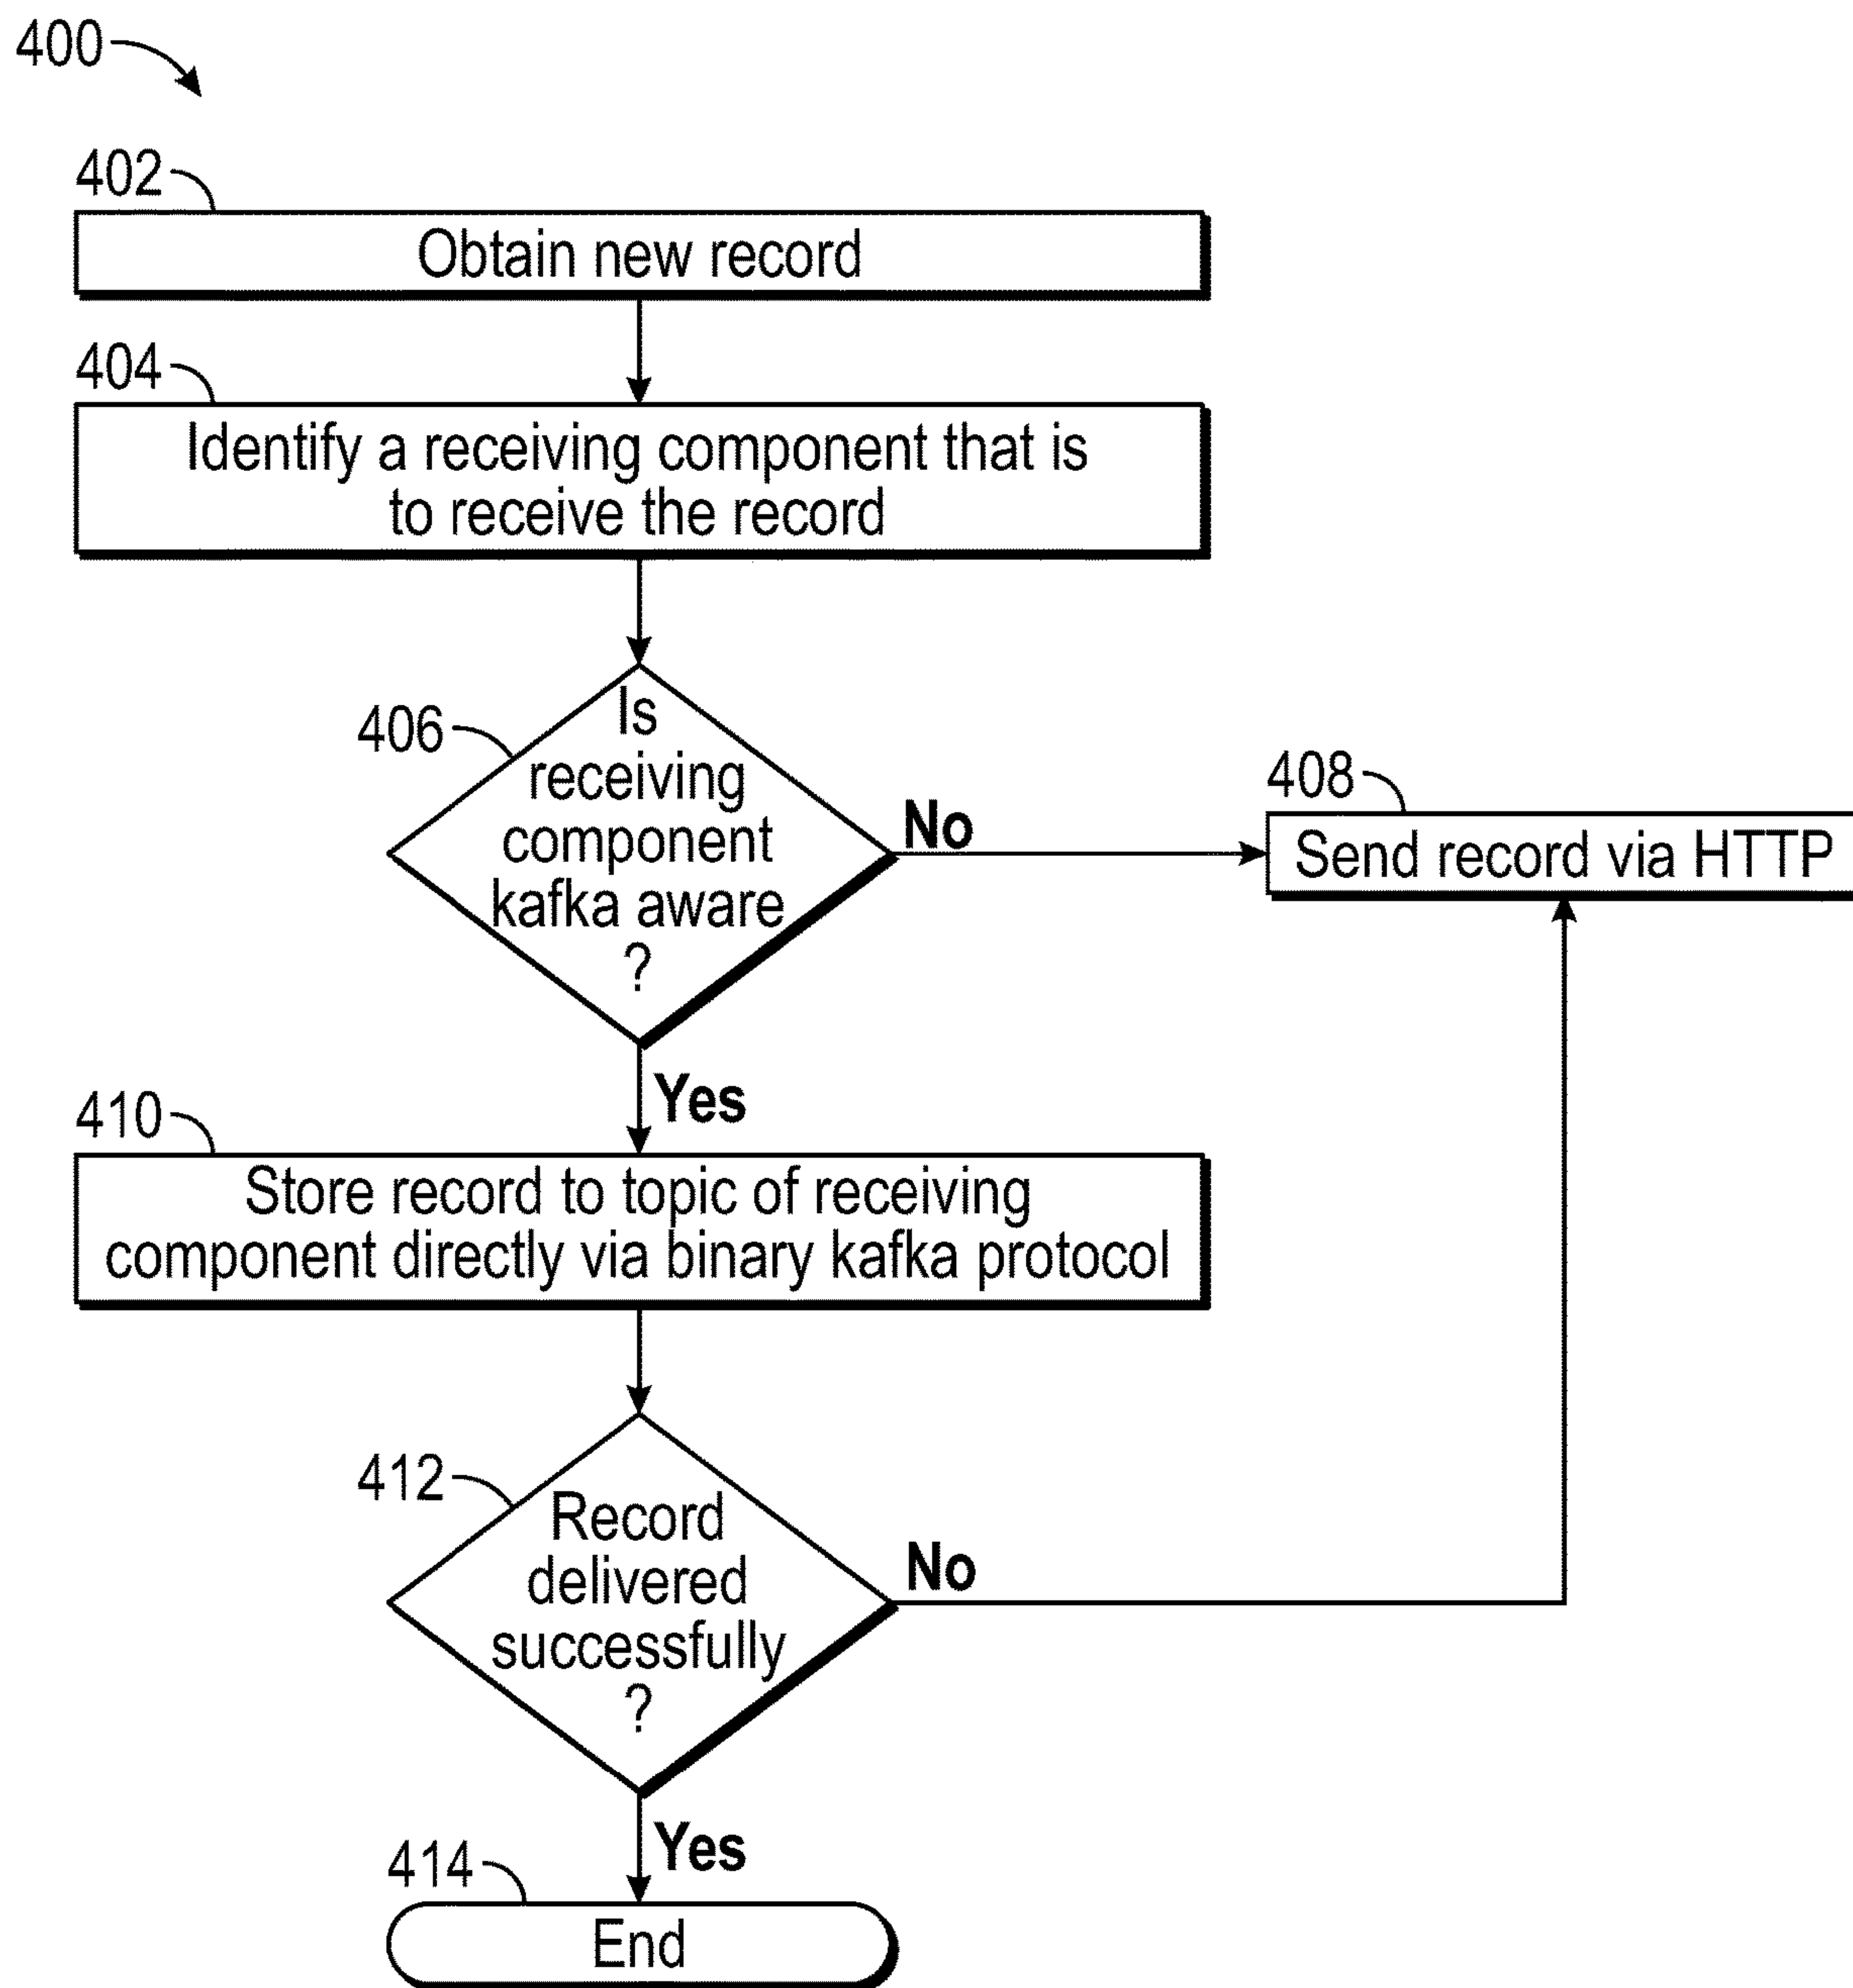 400
402
Obtain new record
404
Identify a receiving component that is
to receive the record
406
Is
receiving
component
kafka aware
?
No
408
Send record via HTTP
Yes
410
Store record to topic of receiving
component directly via binary kafka protocol
412
Record
delivered
successfully
?
No
Yes
414
End